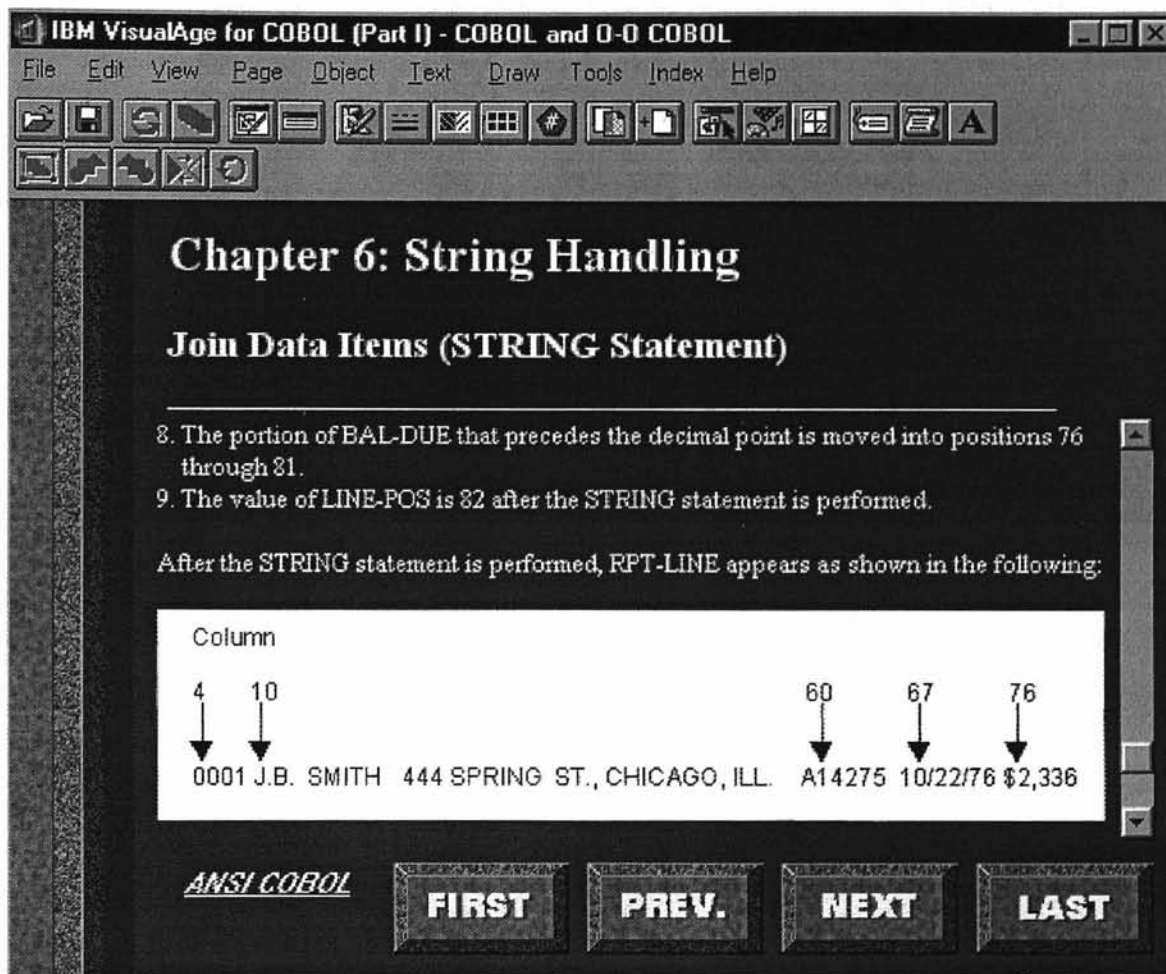 IBM VisualAge for COBOL (Part I) - COBOL and O-O COBOL
File Edit View Page Object Text Draw Tools Index Help
Chapter 6: String Handling
Join Data Items (STRING Statement)
8. The portion of BAL-DUE that precedes the decimal point is moved into positions 76
through 81.
9. The value of LINE-POS is 82 after the STRING statement is performed.
After the STRING statement is performed, RPT-LINE appears as shown in the following:
Column
4 10 60 67 76
0001 J.B. SMITH 444 SPRING ST., CHICAGO, ILL. A14275 10/22/76 $2,336
ANSI COBOL FIRST PREV. NEXT LAST